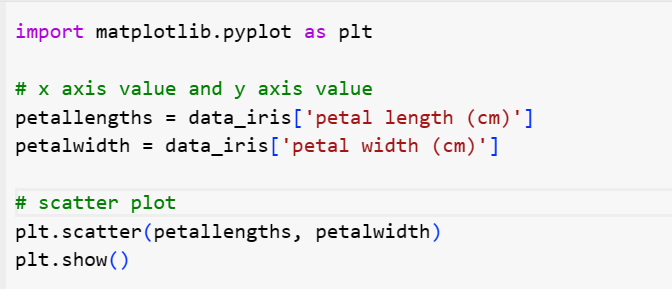 import matplotlib.pyplot as plt
# x axis value and y axis value
petallengths = data_iris['petal length (cm)']
petalwidth = data_iris['petal width (cm)']
# scatter plot
plt.scatter(petallengths, petalwidth)
plt.show()